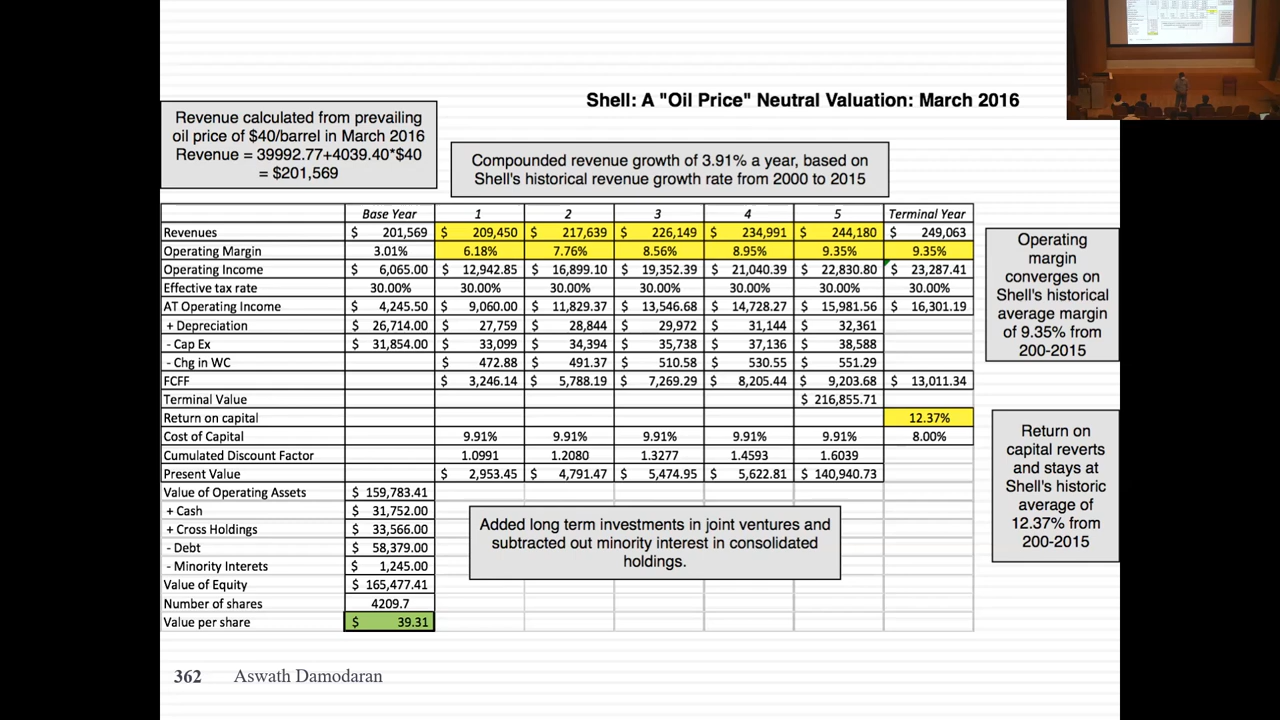 Shell: A "Oil Price" Neutral Valuation: March 2016
Revenue calculated from prevailing
oil price of $40/barrel in March 2016
Revenue = 39992.77+4039.40*$40
= $201,569
Compounded revenue growth of 3.91% a year, based on
Shell's historical revenue growth rate from 2000 to 2015
Base Year 1 2 3 4 5 Terminal Year
Revenues $ 201,569 $ 209,450 $ 217,639 $ 226,149 $ 234,991 $ 244,180 $ 249,063
Operating Margin 3.01% 6.18% 7.76% 8.56% 8.95% 9.35% 9.35%
Operating Income $ 6,065.00 $ 12,942.85 $ 16,899.10 $ 19,352.39 $ 21,040.39 $ 22,830.80 $ 23,287.41
Effective tax rate 30.00% 30.00% 30.00% 30.00% 30.00% 30.00% 30.00%
AT Operating Income $ 4,245.50 $ 9,060.00 $ 11,829.37 $ 13,546.68 $ 14,728.27 $ 15,981.56 $ 16,301.19
+ Depreciation $ 26,714.00 $ 27,759 $ 28,844 $ 29,972 $ 31,144 $ 32,361
- Cap Ex $ 31,854.00 $ 33,099 $ 34,394 $ 35,738 $ 37,136 $ 38,588
- Chg in WC $ 472.88 $ 491.37 $ 510.58 $ 530.55 $ 551.29
FCFF $ 3,246.14 $ 5,788.19 $ 7,269.29 $ 8,205.44 $ 9,203.68 $ 13,011.34
Terminal Value $ 216,855.71
Return on capital 12.37%
Cost of Capital 9.91% 9.91% 9.91% 9.91% 9.91% 8.00%
Cumulated Discount Factor 1.0991 1.2080 1.3277 1.4593 1.6039
Present Value $ 2,953.45 $ 4,791.47 $ 5,474.95 $ 5,622.81 $ 140,940.73
Value of Operating Assets $ 159,783.41
+ Cash $ 31,752.00
+ Cross Holdings $ 33,566.00
- Debt $ 58,379.00
- Minority Interets $ 1,245.00
Value of Equity $ 165,477.41
Number of shares 4209.7
Value per share $ 39.31
Operating
margin
converges on
Shell's historical
average margin
of 9.35% from
200-2015
Return on
capital reverts
and stays at
Shell's historic
average of
12.37% from
200-2015
Added long term investments in joint ventures and
subtracted out minority interest in consolidated
holdings.
362 Aswath Damodaran